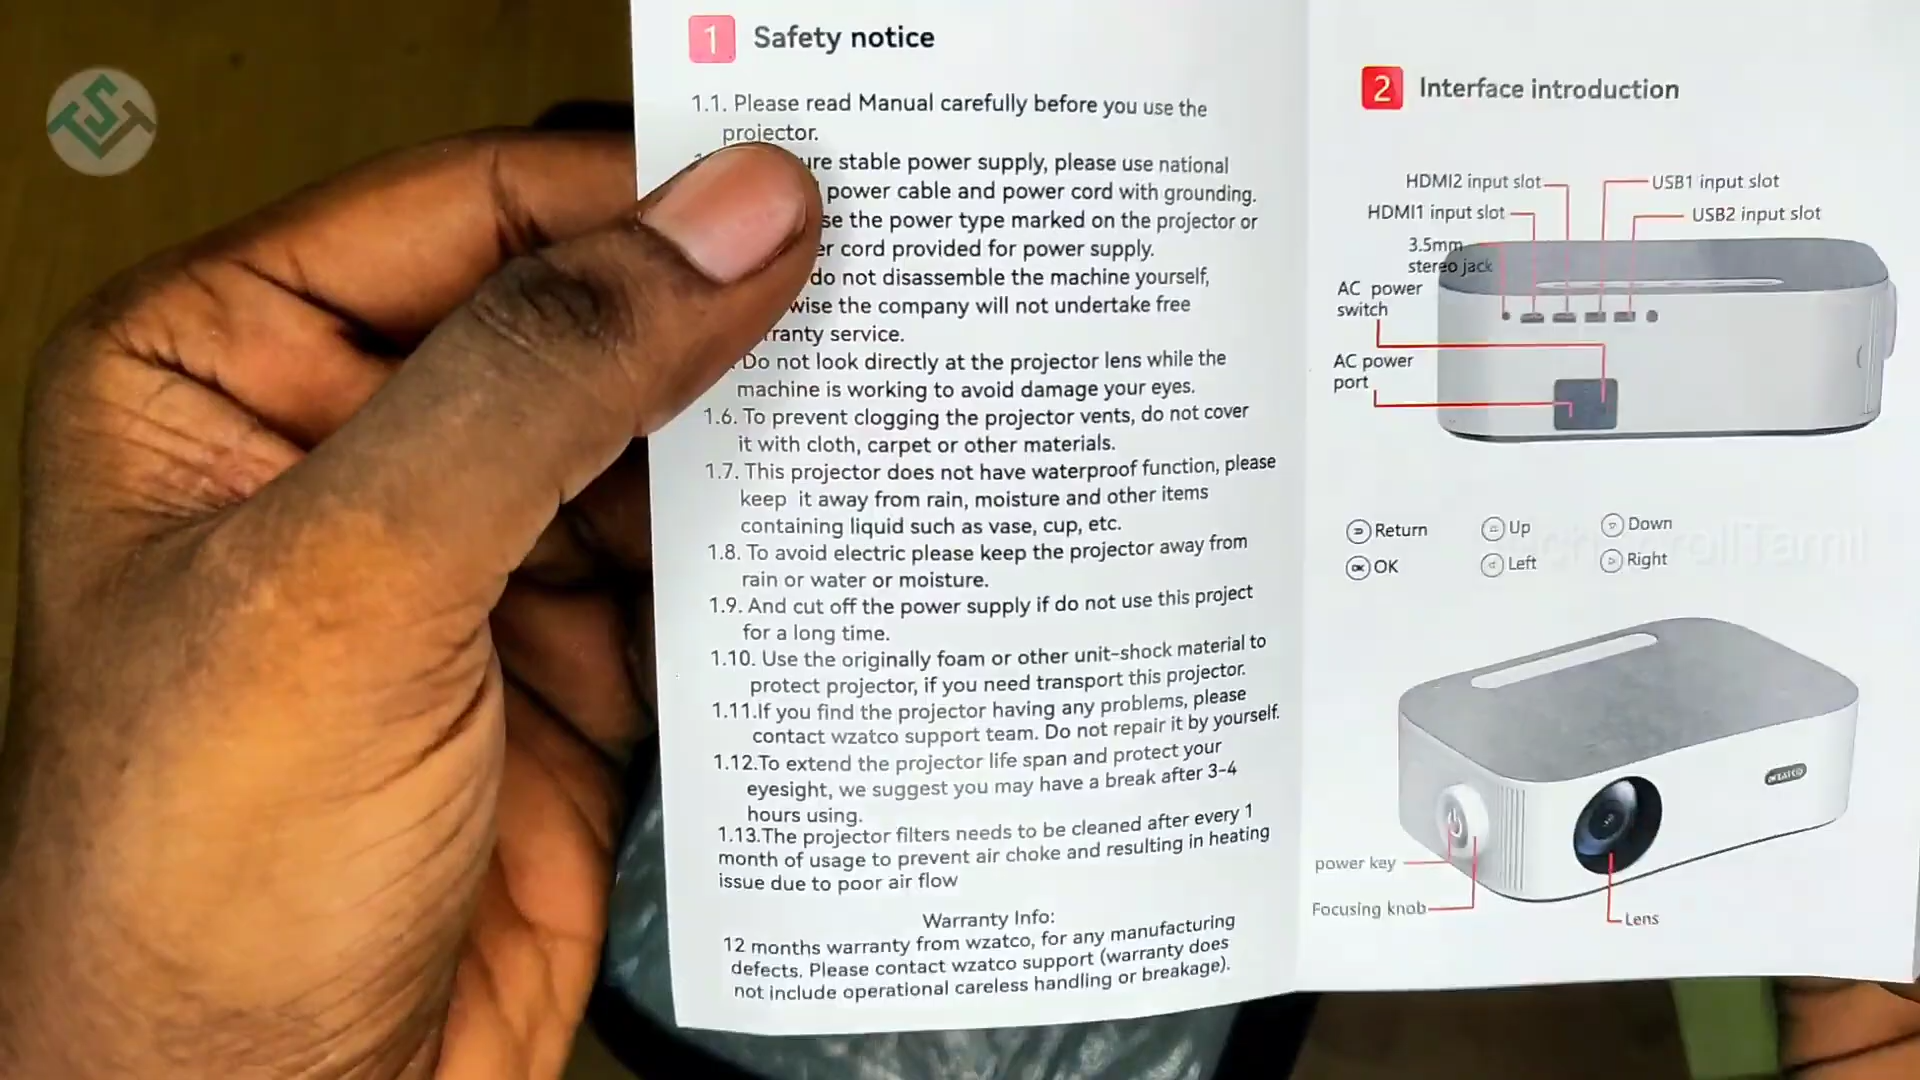 1 Safety notice
1.1. Please read Manual carefully before you use the
projector.
stable power supply, please use national
power cable and power cord with grounding.
the power type marked on the projector or
cord provided for power supply.
do not disassemble the machine yourself,
the company will not undertake free
service.
Do not look directly at the projector lens while the
machine is working to avoid damage your eyes.
1.6. To prevent clogging the projector vents, do not cover
it with cloth, carpet or other materials.
1.7. This projector does not have waterproof function, please
keep it away from rain, moisture and other items
containing liquid such as vase, cup, etc.
1.8. To avoid electric please keep the projector away from
rain or water or moisture.
1.9. And cut off the power supply if do not use this project
for a long time.
1.10. Use the originally foam or other unit-shock material to
protect projector, if you need transport this projector.
1.11.If you find the projector having any problems, please
contact wzatco support team. Do not repair it by yourself.
1.12.To extend the projector life span and protect your
eyesight, we suggest you may have a break after 3-4
hours using.
1.13.The projector filters needs to be cleaned after every 1
month of usage to prevent air choke and resulting in heating
issue due to poor air flow
Warranty Info:
12 months warranty from wzatco, for any manufacturing
defects. Please contact wzatco support (warranty does
not include operational careless handling or breakage).
2 Interface introduction
HDMI2 input slot
USB1 input slot
HDMI1 input slot
USB2 input slot
3.5mm
stereo jack
AC power
switch
AC power
port
Return
Up
Down
OK
Left
Right
power key
Focusing knob
Lens